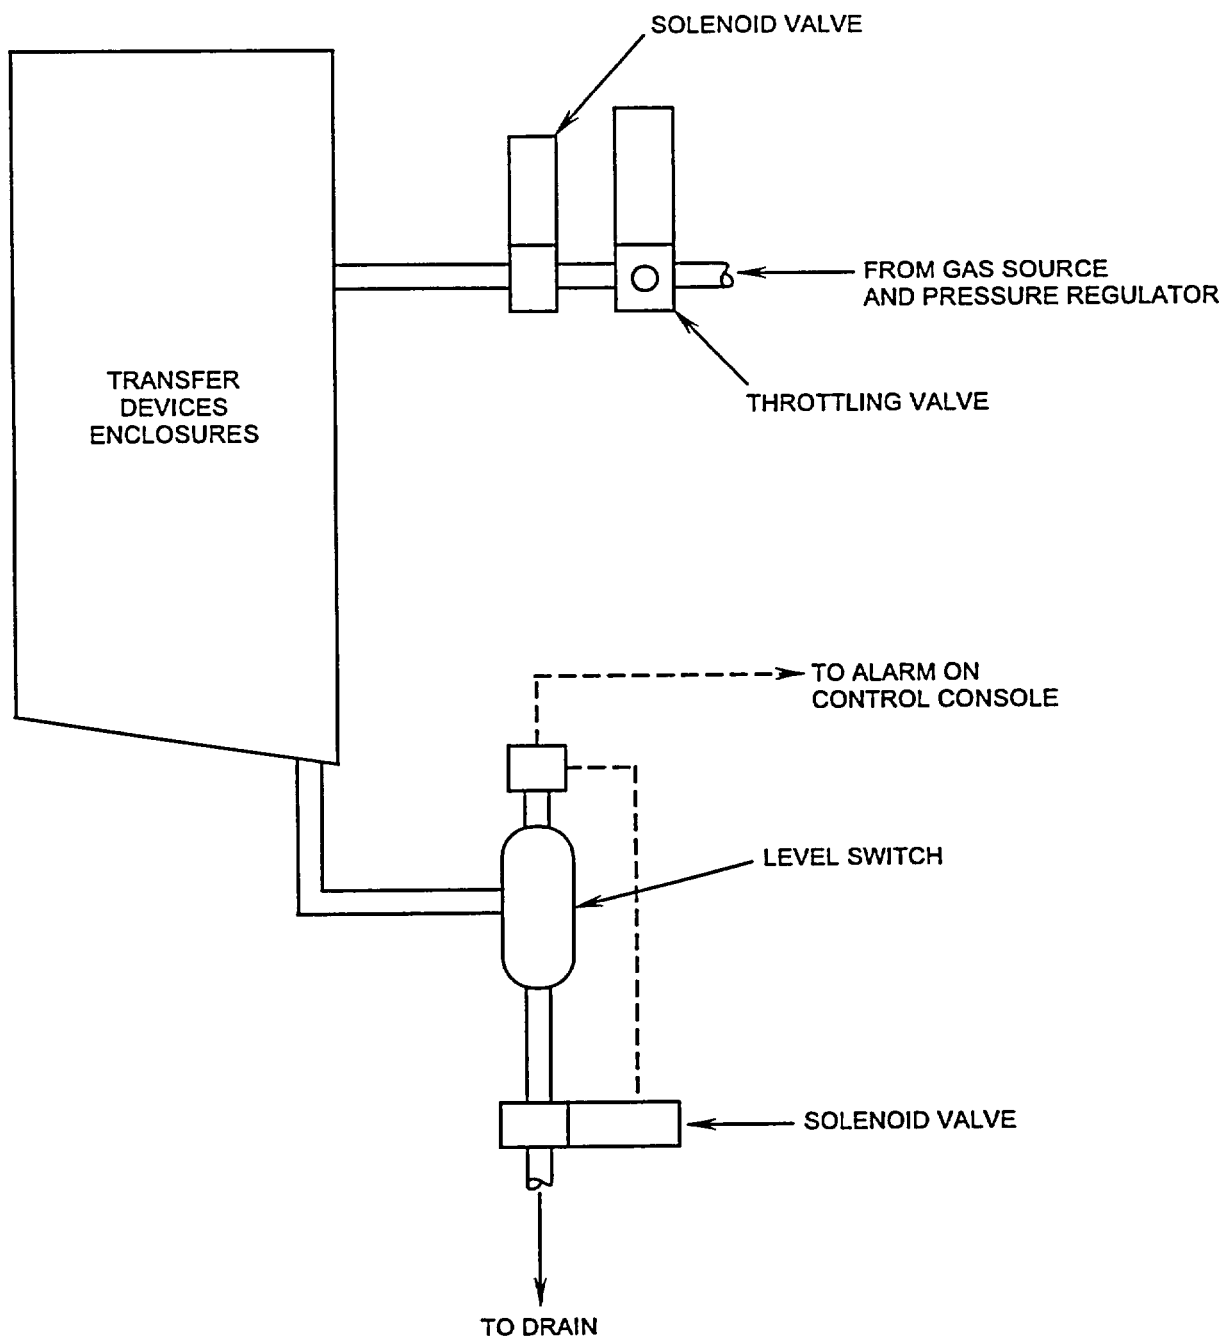 SOLENOID VALVE
FROM GAS SOURCE
AND PRESSURE REGULATOR
TRANSFER
DEVICES
ENCLOSURES
THROTTLING VALVE
TO ALARM ON
CONTROL CONSOLE
LEVEL SWITCH
SOLENOID VALVE
TO DRAIN